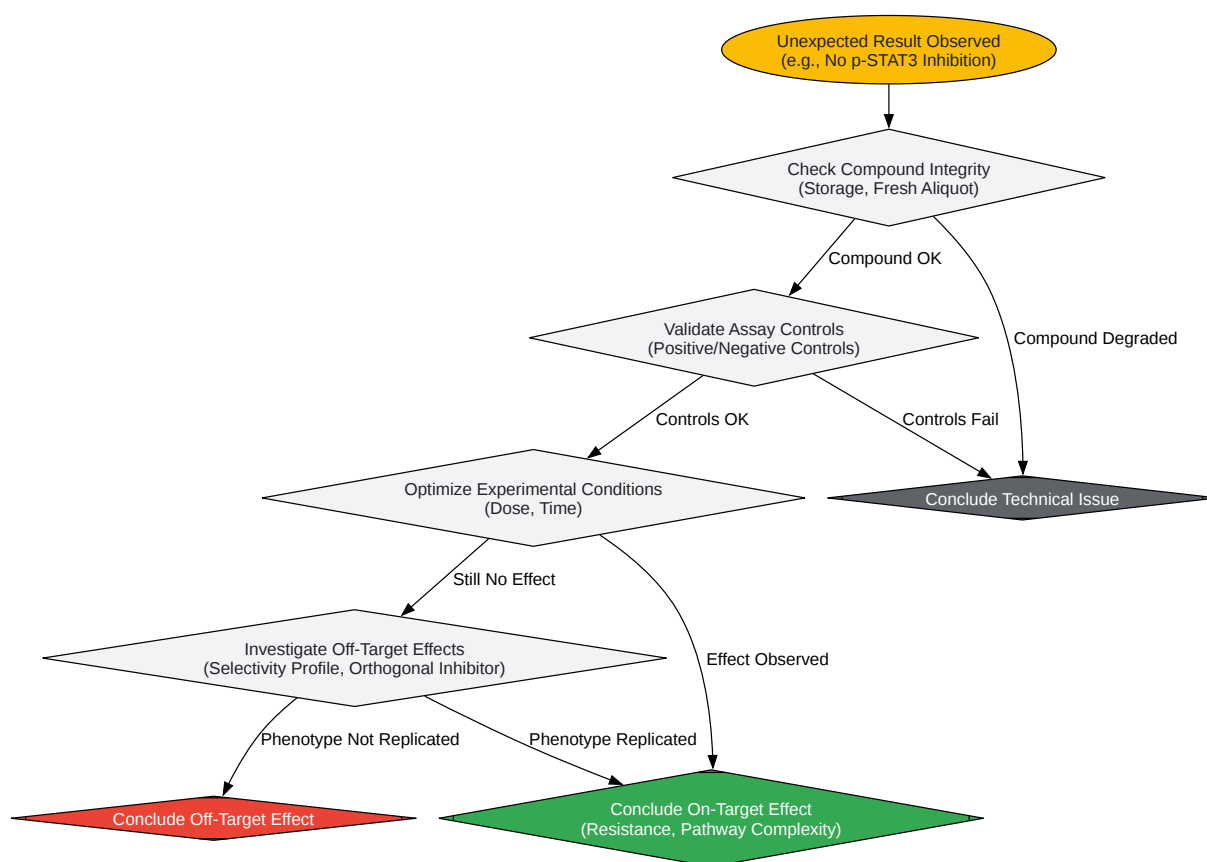 Unexpected Result Observed
(e.g., No p-STAT3 Inhibition)
Check Compound Integrity
(Storage, Fresh Aliquot)
Compound OK
Validate Assay Controls
(Positive/Negative Controls)
Compound Degraded
Controls OK
Controls Fail
Optimize Experimental Conditions
(Dose, Time)
Conclude Technical Issue
Still No Effect
Investigate Off-Target Effects
(Selectivity Profile, Orthogonal Inhibitor)
Effect Observed
Phenotype Not Replicated
Phenotype Replicated
Conclude Off-Target Effect
Conclude On-Target Effect
(Resistance, Pathway Complexity)